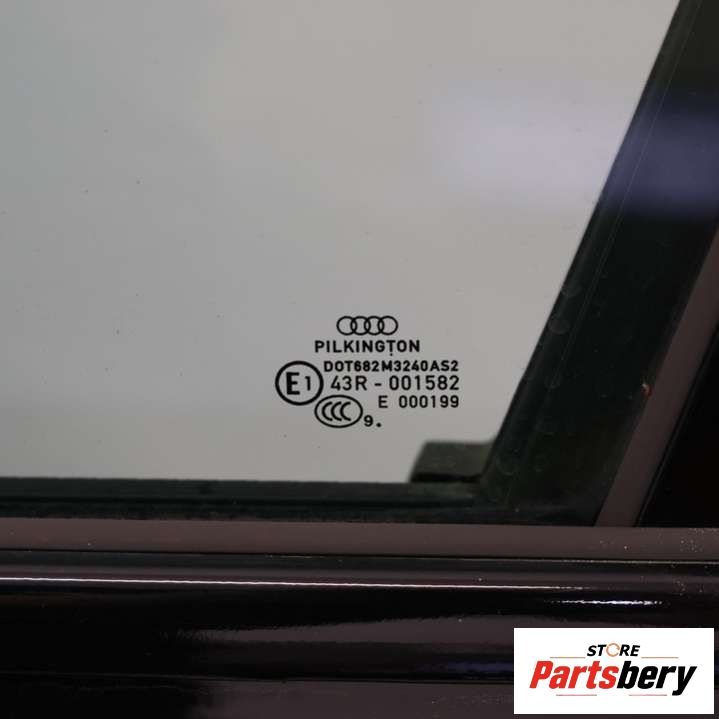 PILKINGTON
DOT682M3240AS2
E1 43R - 001582
E 000199
CCC 9.
STORE
Partsbery